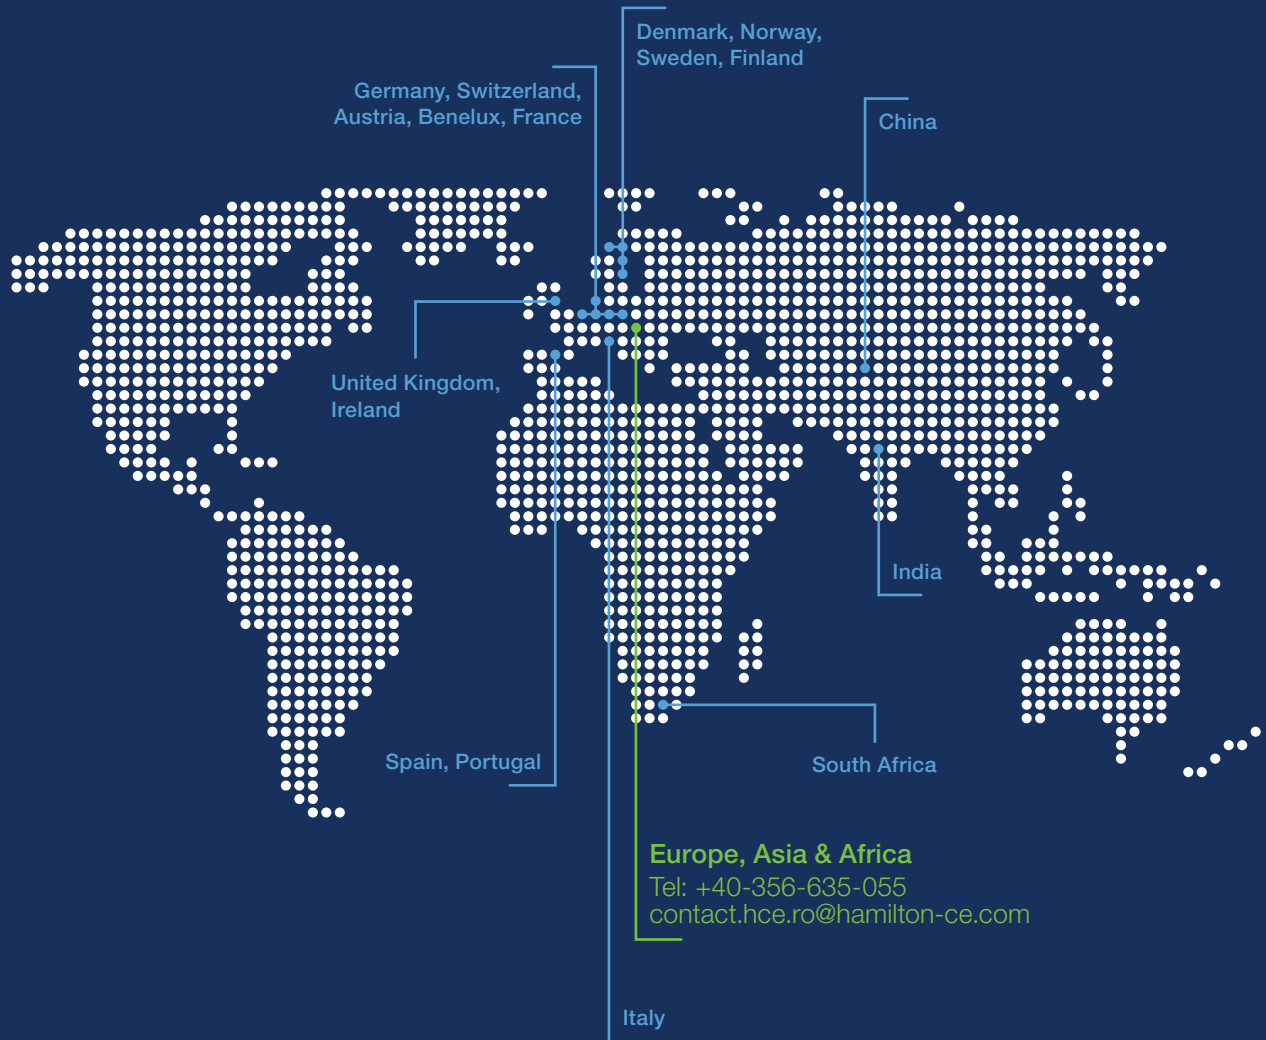 Denmark, Norway,
Sweden, Finland
Germany, Switzerland,
Austria, Benelux, France
China
United Kingdom,
Ireland
India
Spain, Portugal
South Africa
Europe, Asia & Africa
Tel: +40-356-635-055
contact.hce.ro@hamilton-ce.com
Italy